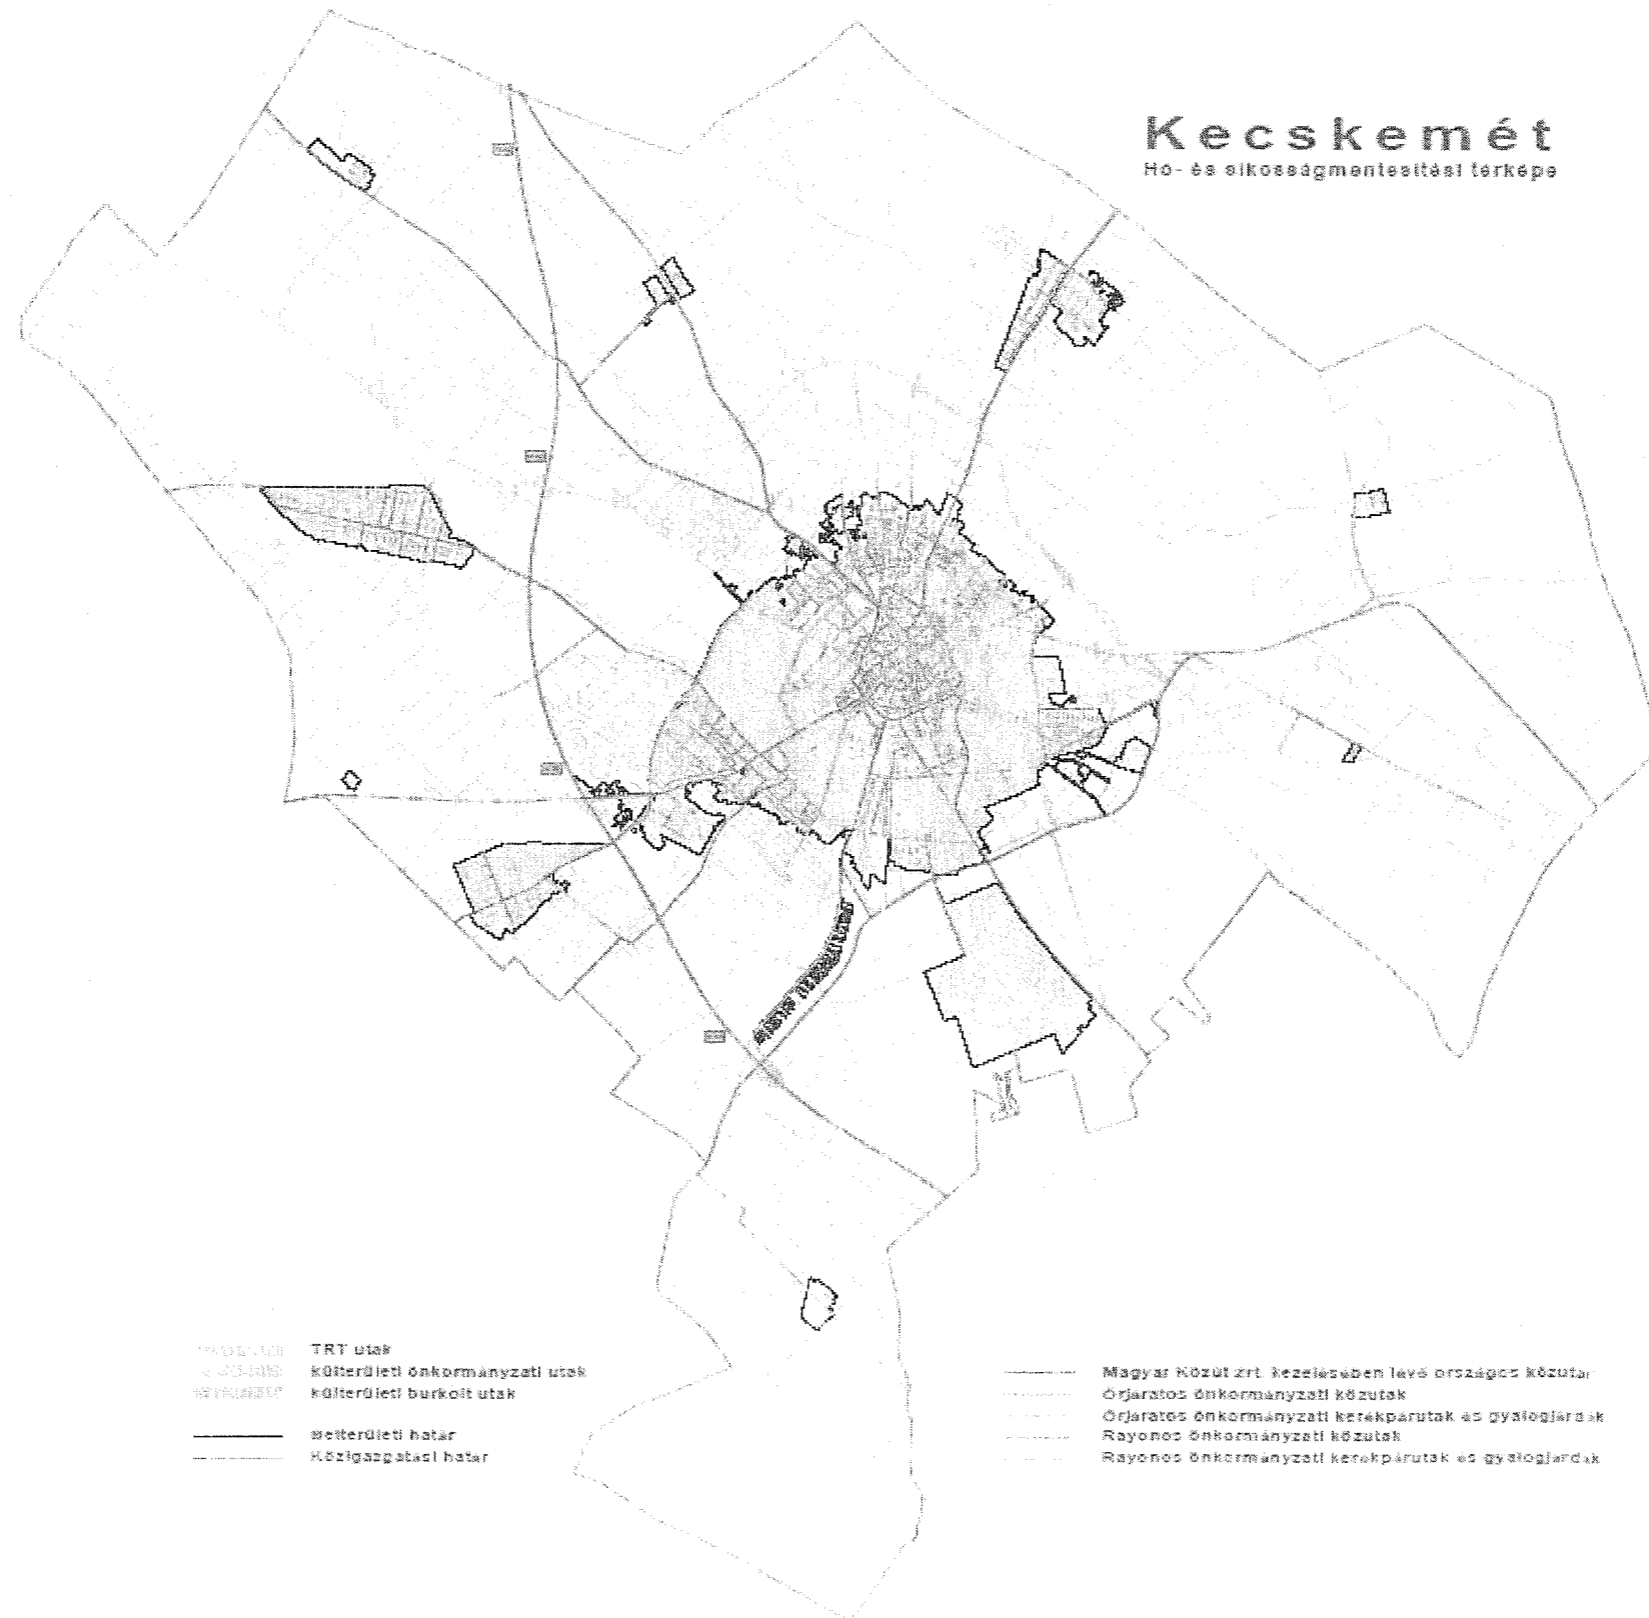 Kecskemét
Hó- és síkosságmentesítési térképe
TRT utak
külterületi önkormányzati utak
külterületi burkolt utak
Belterületi határ
Közigazgatási határ
Magyar Közút zrt. kezelésében lévő országos közutak
Őrjáratos önkormányzati közutak
Őrjáratos önkormányzati kerékpárutak és gyalogjárdák
Rayonos önkormányzati közutak
Rayonos önkormányzati kerékpárutak és gyalogjárdák